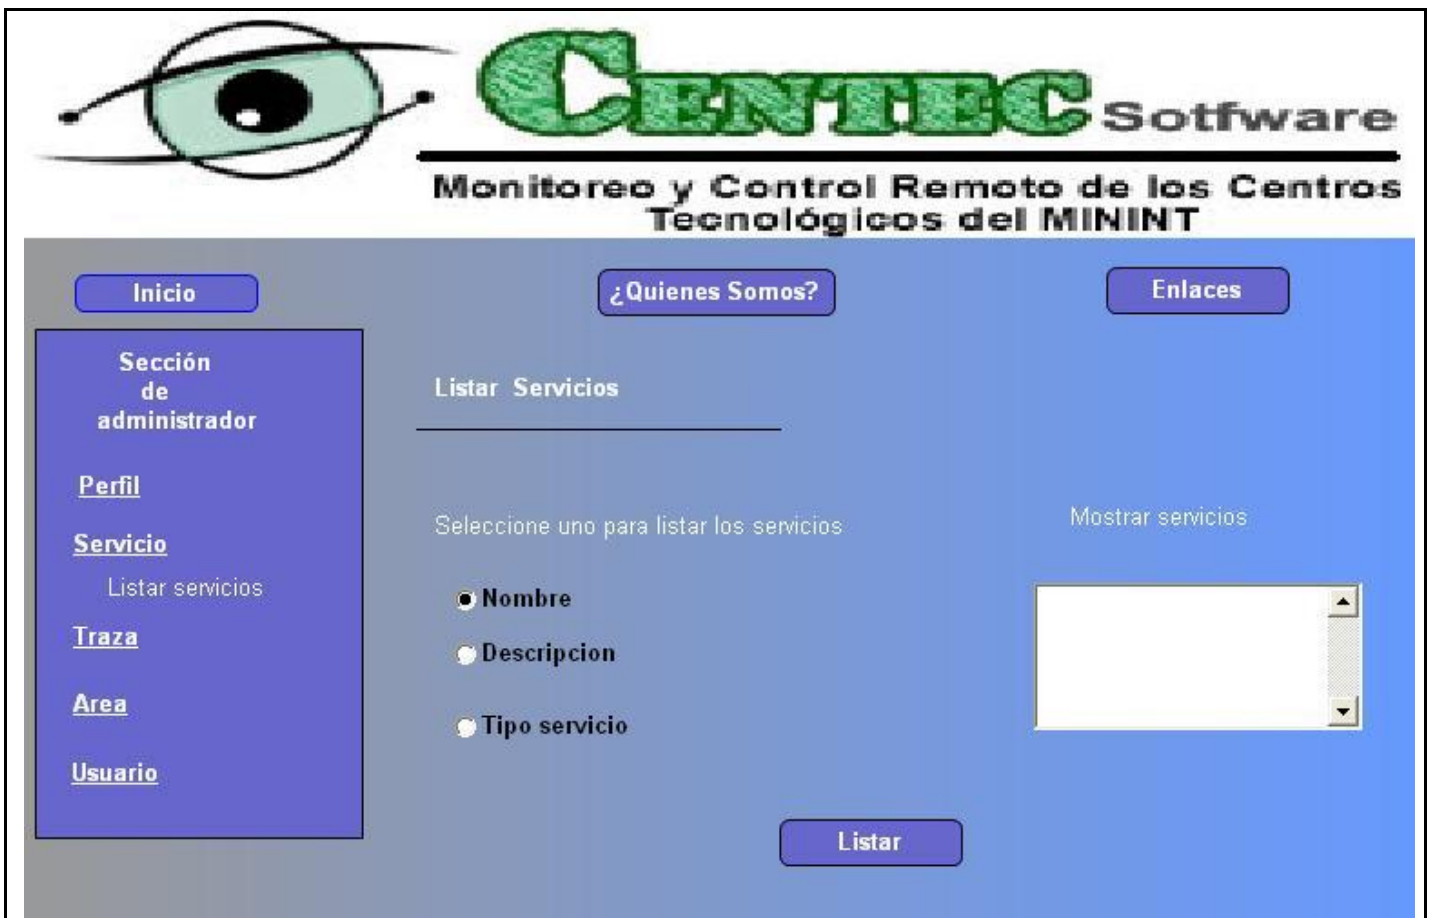 CENTEC Sotfware
Monitoreo y Control Remoto de los Centros
Tecnológicos del MININT
Inicio
¿Quienes Somos?
Enlaces
Sección
de
administrador
Perfil
Servicio
Listar servicios
Traza
Area
Usuario
Listar Servicios
Seleccione uno para listar los servicios
Nombre
Descripcion
Tipo servicio
Mostrar servicios
Listar